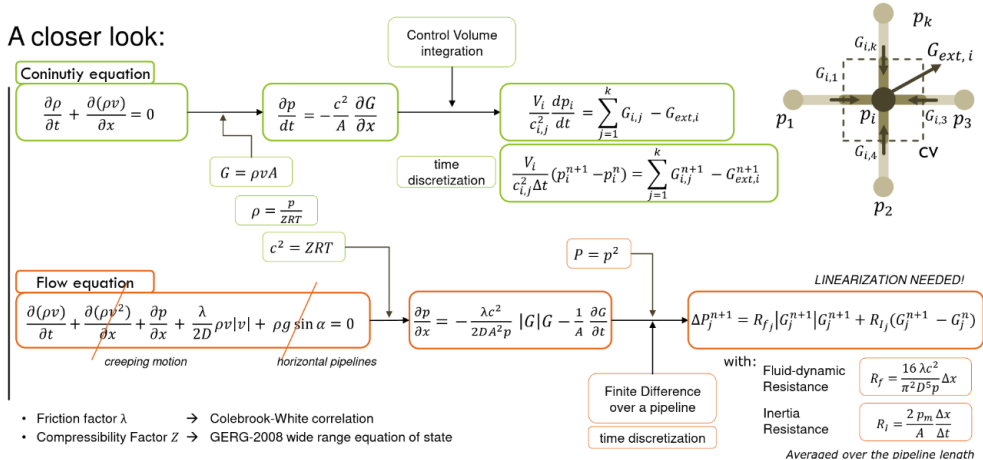 A closer look:
Coninutiy equation
∂ρ/∂t + ∂(ρv)/∂x = 0
G = ρvA
ρ = p/ZRT
c² = ZRT
∂p/dt = −c²/A ∂G/∂x
Control Volume
integration
V_i/c²_{i,j} dp_i/dt = ∑_{j=1}^{k} G_{i,j} − G_{ext,i}
time
discretization
V_i/(c²_{i,j}Δt) (p_i^{n+1} − p_i^n) = ∑_{j=1}^{k} G_{i,j}^{n+1} − G_{ext,i}^{n+1}
p_k
G_{i,k}
G_{ext,i}
G_{i,1}
p_1
p_i
G_{i,3}
p_3
G_{i,4}
CV
p_2
Flow equation
∂(ρv)/∂t + ∂(ρv²)/∂x + ∂p/∂x + λ/2D ρv|v| + ρg sin α = 0
creeping motion
horizontal pipelines
∂p/∂x = − λc²/(2DA²p) |G|G − 1/A ∂G/∂t
P = p²
Finite Difference
over a pipeline
time discretization
LINEARIZATION NEEDED!
ΔP_j^{n+1} = R_{f_j}|G_j^{n+1}|G_j^{n+1} + R_{I_j}(G_j^{n+1} − G_j^n)
with:
Fluid-dynamic
Resistance
R_f = 16 λc²/(π²D⁵p) Δx
Inertia
Resistance
R_I = 2 p_m/A Δx/Δt
Averaged over the pipeline length
• Friction factor λ → Colebrook-White correlation
• Compressibility Factor Z → GERG-2008 wide range equation of state